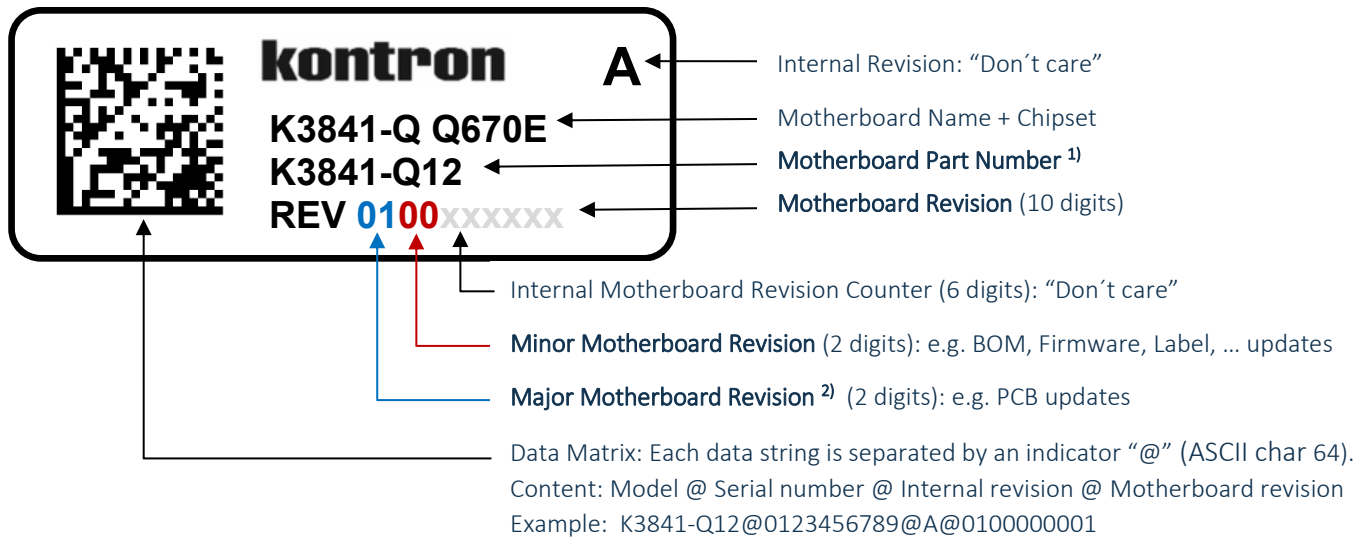 kontron
A
Internal Revision: “Don´t care”
K3841-Q Q670E
Motherboard Name + Chipset
K3841-Q12
Motherboard Part Number 1)
REV 0100xxxxxx
Motherboard Revision (10 digits)
Internal Motherboard Revision Counter (6 digits): “Don´t care”
Minor Motherboard Revision (2 digits): e.g. BOM, Firmware, Label, … updates
Major Motherboard Revision 2) (2 digits): e.g. PCB updates
Data Matrix: Each data string is separated by an indicator “@” (ASCII char 64).
Content: Model @ Serial number @ Internal revision @ Motherboard revision
Example: K3841-Q12@0123456789@A@0100000001